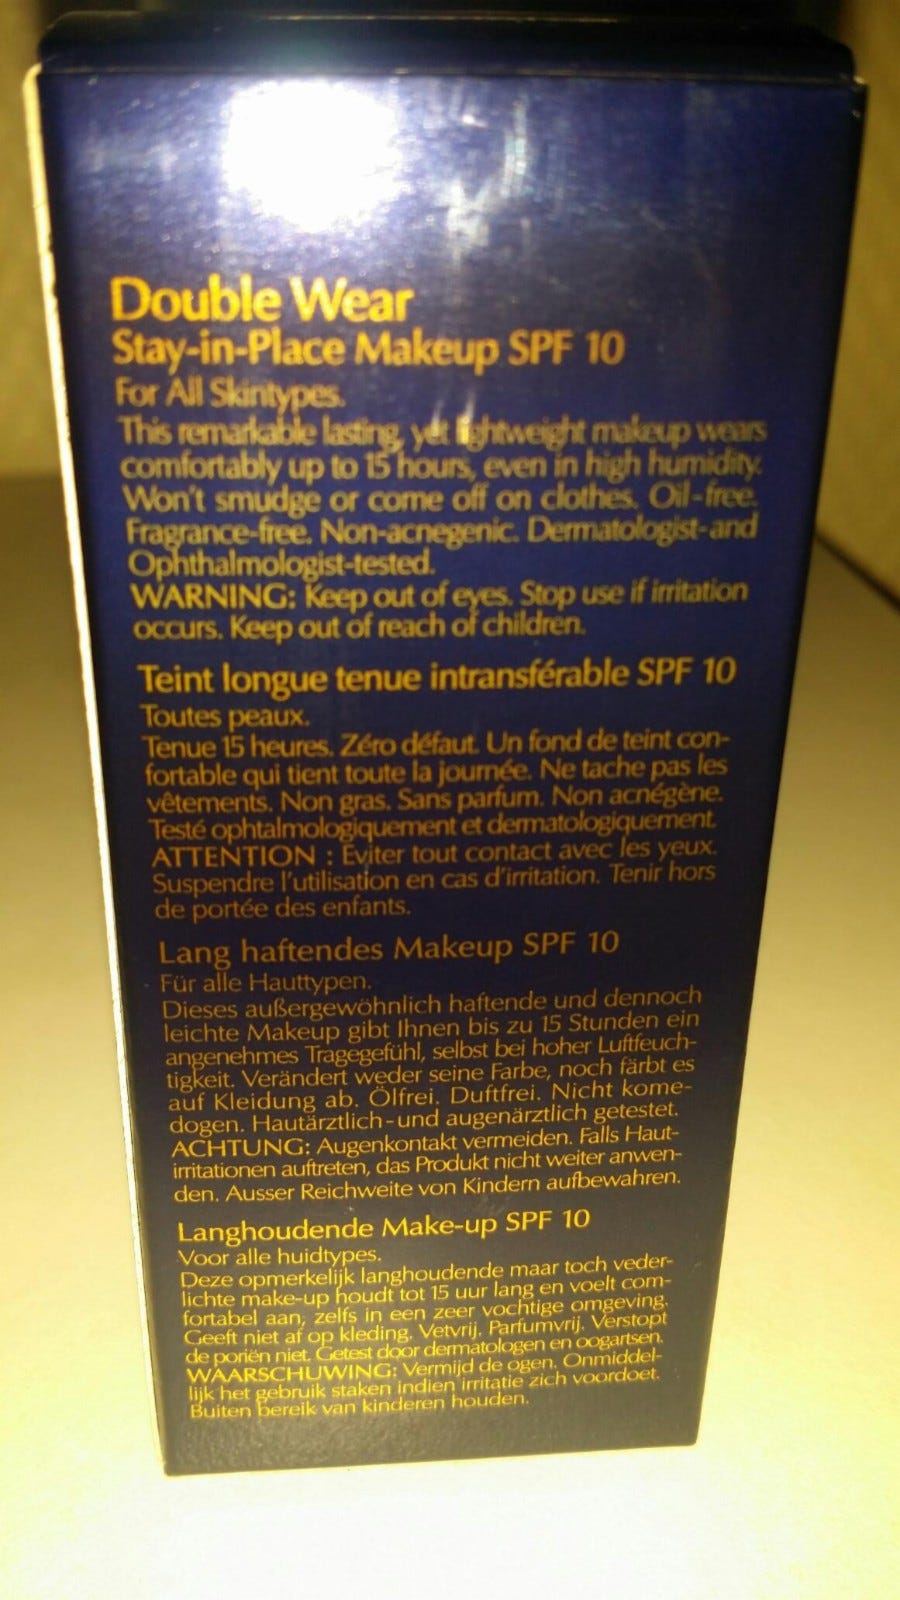 Double Wear
Stay-in-Place Makeup SPF 10
For All Skintypes.
This remarkable lasting, yet lightweight makeup wears
comfortably up to 15 hours, even in high humidity.
Won't smudge or come off on clothes. Oil-free.
Fragrance-free. Non-acnegenic. Dermatologist-and
Ophthalmologist-tested.
WARNING: Keep out of eyes. Stop use if irritation
occurs. Keep out of reach of children.
Teint longue tenue intransférable SPF 10
Toutes peaux.
Tenue 15 heures. Zéro défaut. Un fond de teint con-
fortable qui tient toute la journée. Ne tache pas les
vêtements. Non gras. Sans parfum. Non acnégène.
Testé ophtalmologiquement et dermatologiquement.
ATTENTION : Eviter tout contact avec les yeux.
Suspendre l'utilisation en cas d'irritation. Tenir hors
de portée des enfants.
Lang haftendes Makeup SPF 10
Für alle Hauttypen.
Dieses außergewöhnlich haftende und dennoch
leichte Makeup gibt Ihnen bis zu 15 Stunden ein
angenehmes Tragegefühl, selbst bei hoher Luftfeuch-
tigkeit. Verändert weder seine Farbe, noch färbt es
auf Kleidung ab. Ölfrei. Duftfrei. Nicht kome-
dogen. Hautärztlich-und augenärztlich getestet.
ACHTUNG: Augenkontakt vermeiden. Falls Haut-
irritationen auftreten, das Produkt nicht weiter anwen-
den. Ausser Reichweite von Kindern aufbewahren.
Langhoudende Make-up SPF 10
Voor alle huidtypes.
Deze opmerkelijk langhoudende maar toch veder-
lichte make-up houdt tot 15 uur lang en voelt com-
fortabel aan, zelfs in een zeer vochtige omgeving.
Geeft niet af op kleding. Vetvrij. Parfumvrij. Verstopt
de poriën niet. Getest door dermatologen en oogartsen.
WAARSCHUWING: Vermijd de ogen. Onmiddel-
lijk het gebruik staken indien irritatie zich voordoet.
Buiten bereik van kinderen houden.